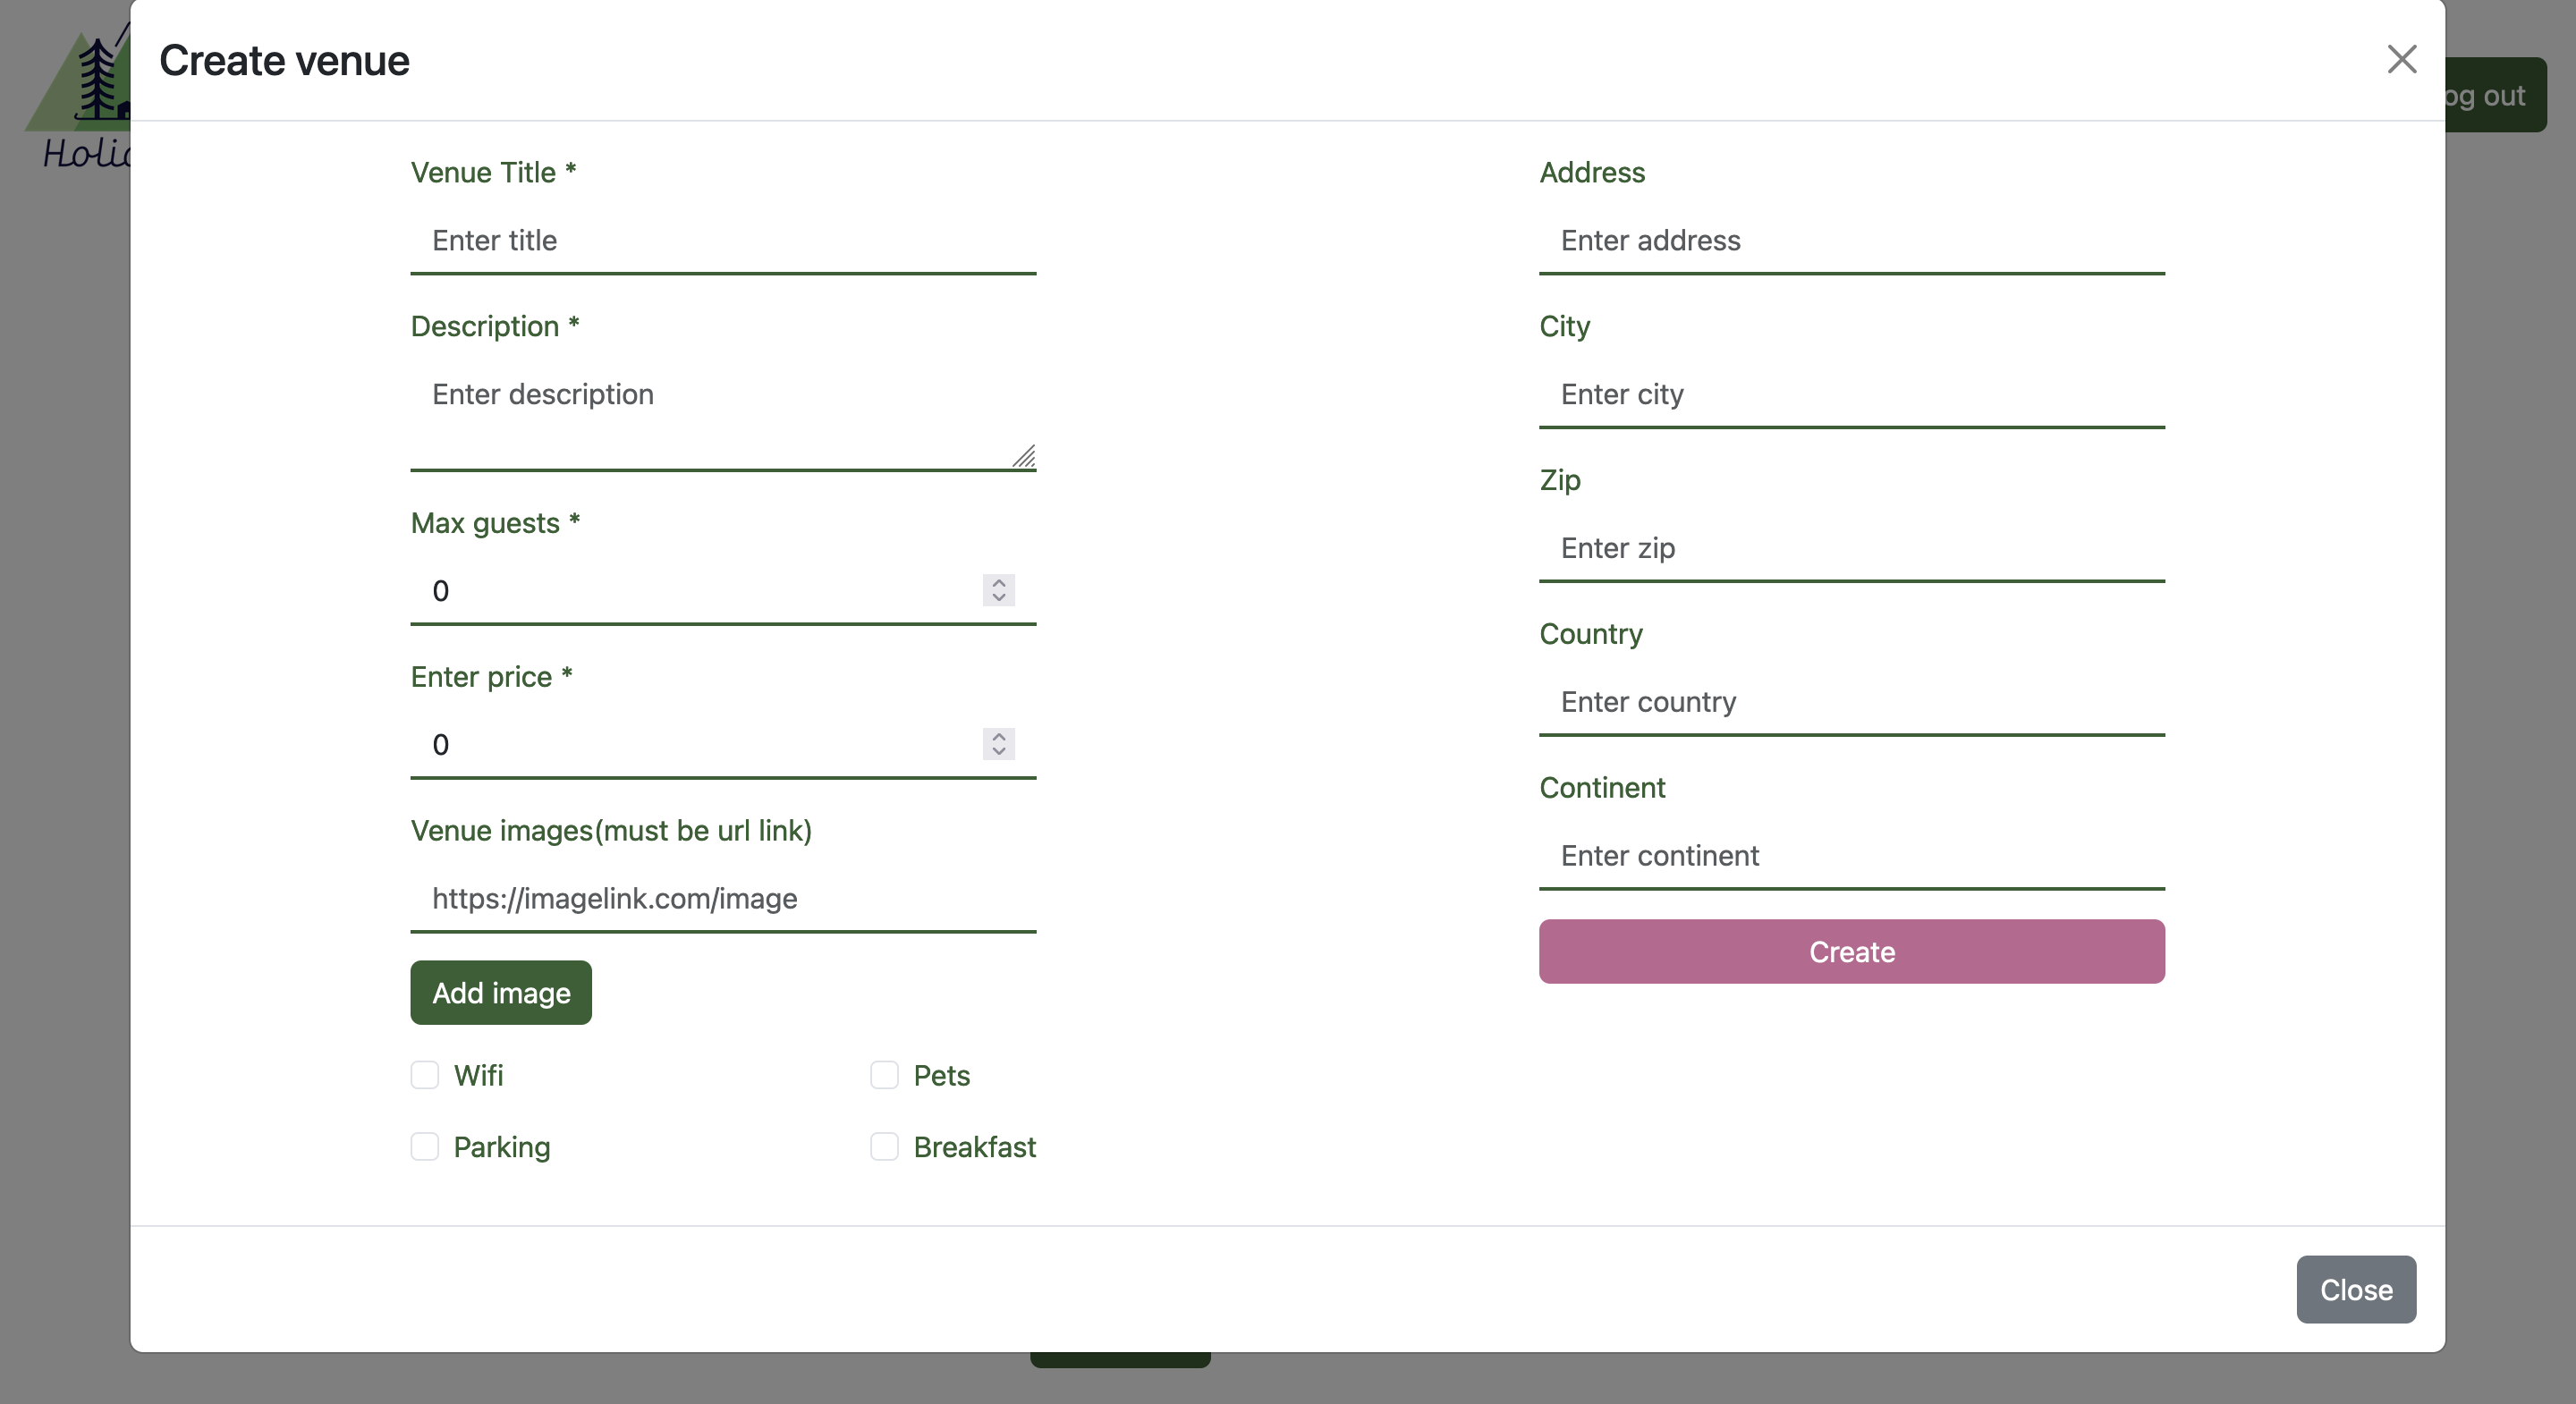 Create venue
Venue Title *
Enter title
Description *
Enter description
Max guests *
0
Enter price *
0
Venue images(must be url link)
https://imagelink.com/image
Add image
Wifi
Pets
Parking
Breakfast
Address
Enter address
City
Enter city
Zip
Enter zip
Country
Enter country
Continent
Enter continent
Create
Close
out